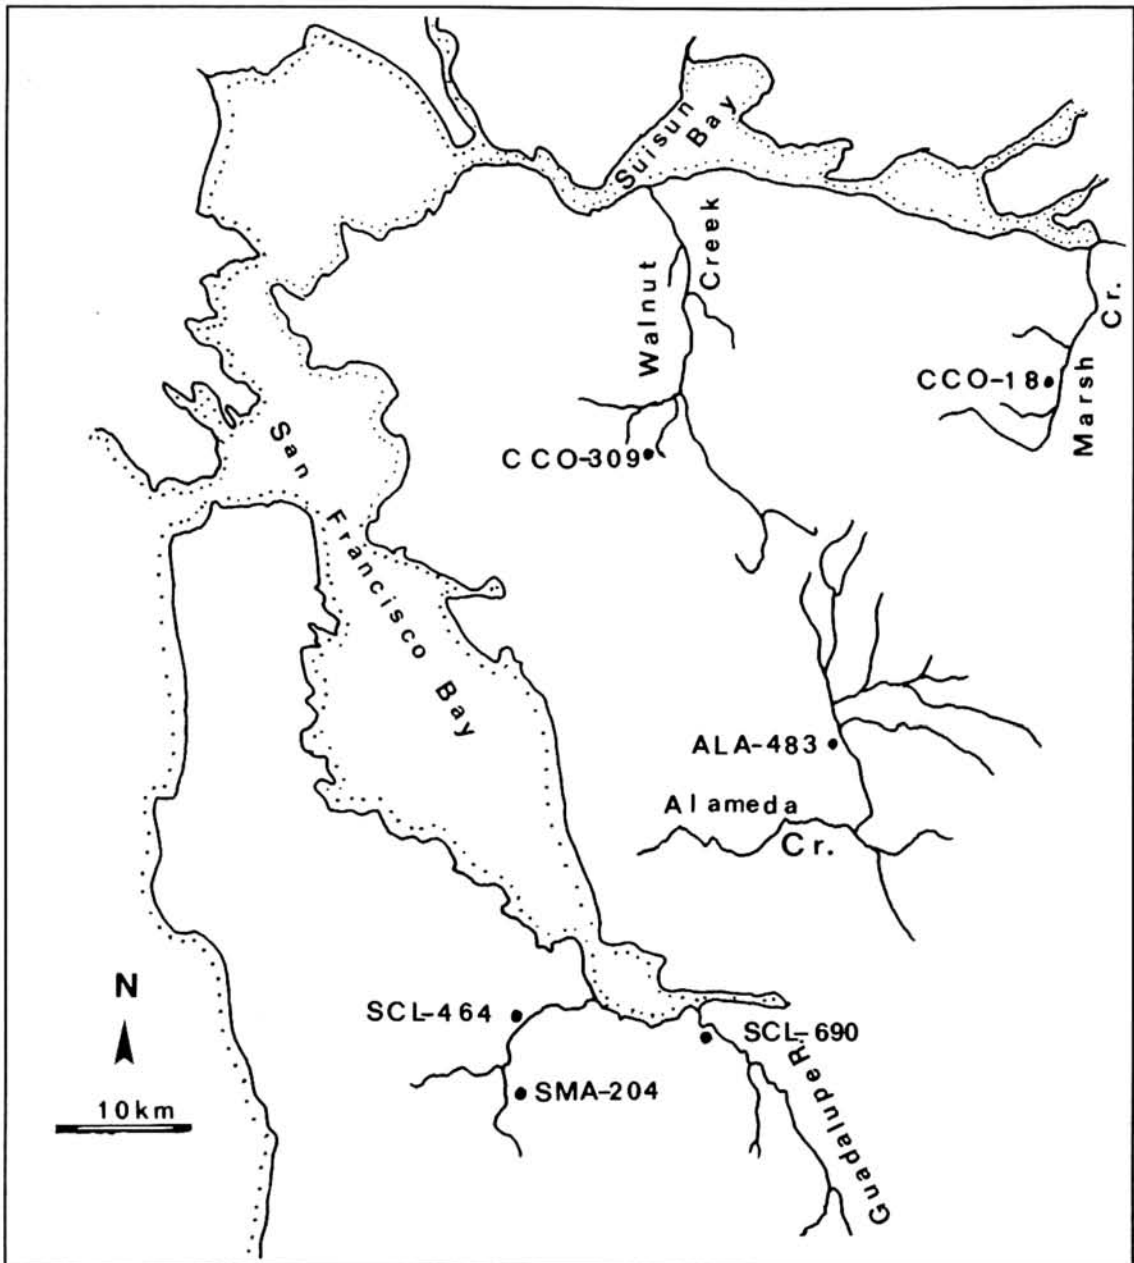 Suisun
Bay
Walnut
Creek
Marsh
Cr.
CCO-18
CCO-309
San
Francisco
Bay
ALA-483
Alameda
Cr.
SCL-464
SCL-690
SMA-204
Guadalupe R.
N
10km